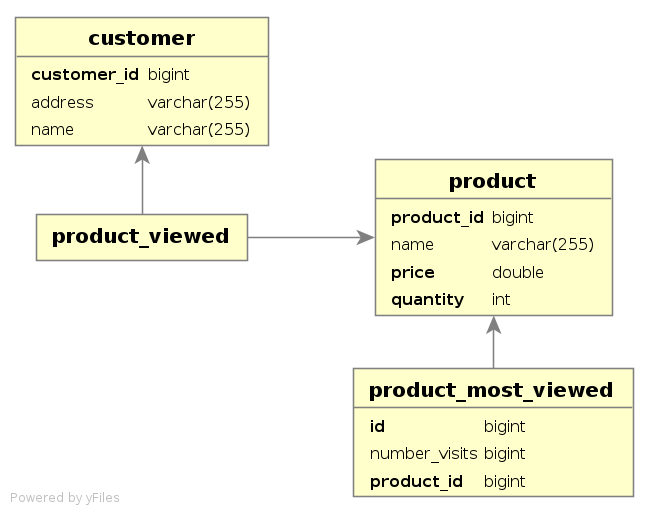 customer
customer_id bigint
address varchar(255)
name varchar(255)
product_viewed
product
product_id bigint
name varchar(255)
price double
quantity int
product_most_viewed
id bigint
number_visits bigint
product_id bigint
Powered by yFiles